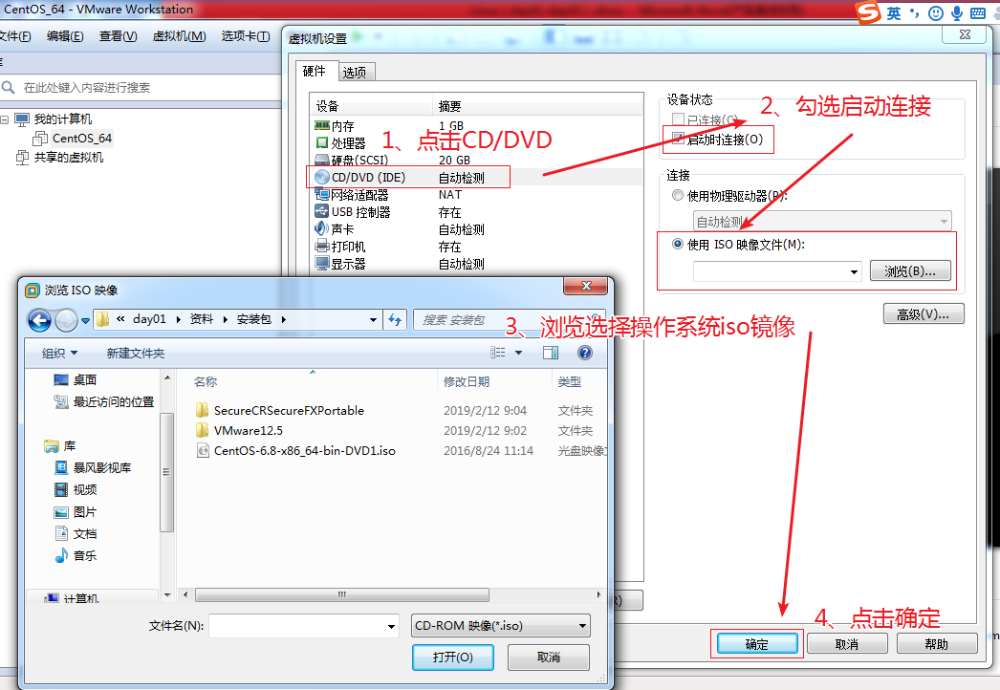 CentOS_64 - VMware Workstation
英
文件(F) 编辑(E) 查看(V) 虚拟机(M) 选项卡(T)
在此处键入内容进行搜索
我的计算机
CentOS_64
共享的虚拟机
虚拟机设置
硬件 选项
设备 摘要
内存 1 GB
处理器
硬盘(SCSI) 20 GB
CD/DVD (IDE) 自动检测
网络适配器 NAT
USB 控制器 存在
声卡 自动检测
打印机 存在
显示器 自动检测
1、点击CD/DVD
设备状态
已连接(C)
启动时连接(O)
2、勾选启动连接
连接
使用物理驱动器(P):
自动检测
使用 ISO 映像文件(M):
浏览(B)...
高级(V)...
3、浏览选择操作系统iso镜像
浏览 ISO 映像
« day01 资料 安装包
搜索 安装包
组织 新建文件夹
桌面
最近访问的位置
库
暴风影视库
视频
图片
文档
音乐
计算机
名称 修改日期 类型
SecureCRSecureFXPortable 2019/2/12 9:04 文件夹
VMware12.5 2019/2/12 9:02 文件夹
CentOS-6.8-x86_64-bin-DVD1.iso 2016/8/24 11:14 光盘映像文
文件名(N): CD-ROM 映像(*.iso)
打开(O) 取消
4、点击确定
确定 取消 帮助